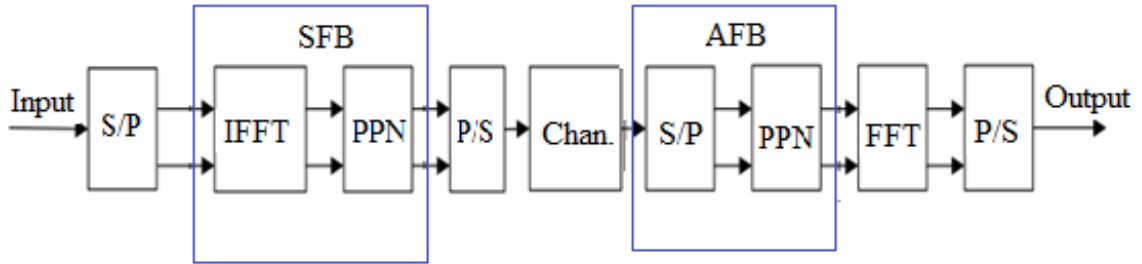 SFB
AFB
Input
S/P
IFFT
PPN
P/S
Chan.
S/P
PPN
FFT
P/S
Output